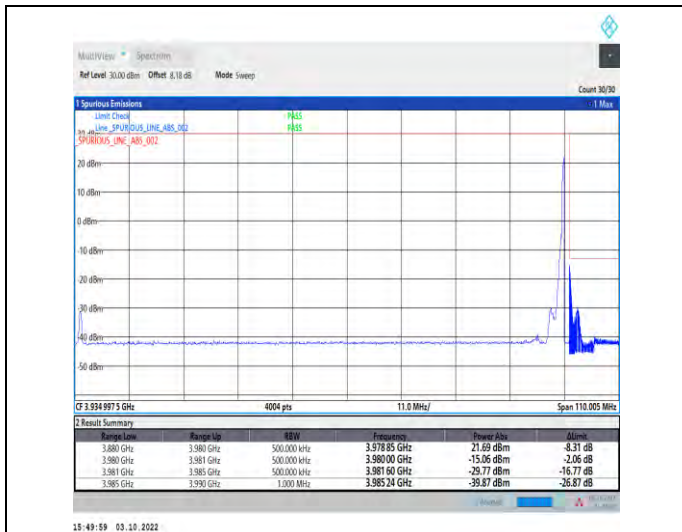 MultiView Spectrum
Ref Level 30.00 dBm Offset 8.18 dB Mode Sweep
Count 30/30
1 Spurious Emissions 1 Max
Limit Check PASS
Line _SPURIOUS_LINE_ABS_002 PASS
30 dBm
_SPURIOUS_LINE_ABS_002
20 dBm
10 dBm
0 dBm
-10 dBm
-20 dBm
-30 dBm
-40 dBm
-50 dBm
CF 3.934 997 5 GHz 4004 pts 11.0 MHz/ Span 110.005 MHz
2 Result Summary
Range Low Range Up RBW Frequency Power Abs ΔLimit
3.880 GHz 3.980 GHz 500.000 kHz 3.978 85 GHz 21.69 dBm -8.31 dB
3.980 GHz 3.981 GHz 500.000 kHz 3.980 00 GHz -15.06 dBm -2.06 dB
3.981 GHz 3.985 GHz 500.000 kHz 3.981 60 GHz -29.77 dBm -16.77 dB
3.985 GHz 3.990 GHz 1.000 MHz 3.985 24 GHz -39.87 dBm -26.87 dB
15:49:59 03.10.2022